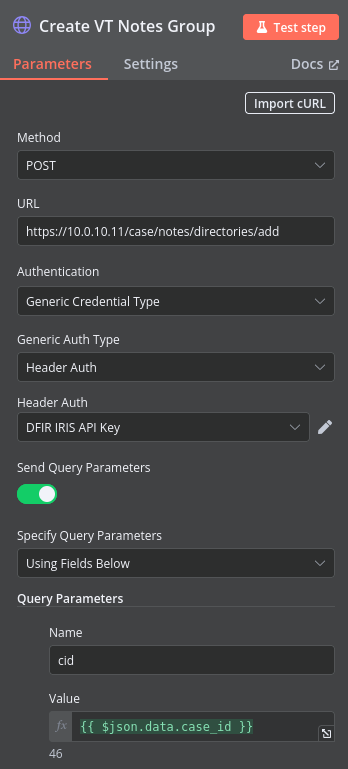 Create VT Notes Group
Test step
Parameters
Settings
Docs
Import cURL
Method
POST
URL
https://10.0.10.11/case/notes/directories/add
Authentication
Generic Credential Type
Generic Auth Type
Header Auth
Header Auth
DFIR IRIS API Key
Send Query Parameters
Specify Query Parameters
Using Fields Below
Query Parameters
Name
cid
Value
fx {{ $json.data.case_id }}
46